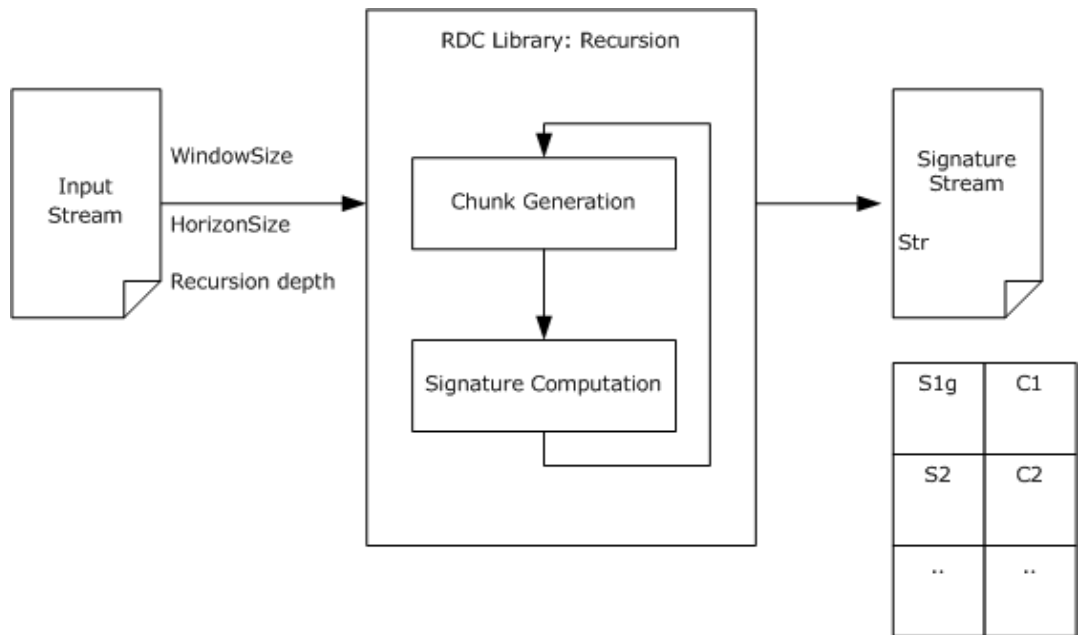 RDC Library: Recursion
Input
Stream
WindowSize
HorizonSize
Recursion depth
Chunk Generation
Signature Computation
Signature
Stream
Str
S1g C1
S2 C2
.. ..